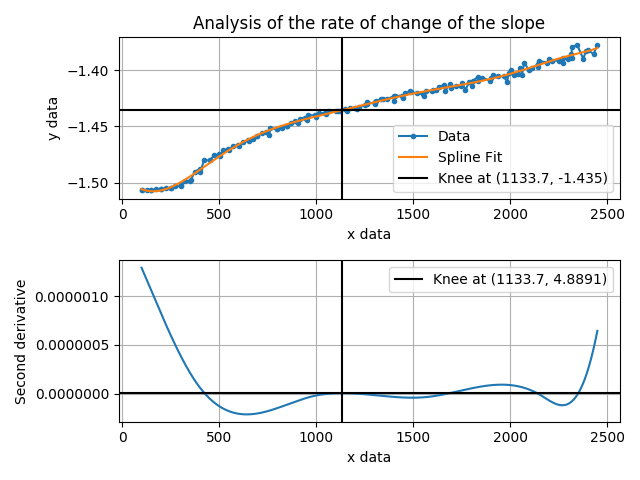 Analysis of the rate of change of the slope
−1.40
−1.45
−1.50
y data
Data
Spline Fit
Knee at (1133.7, -1.435)
0 500 1000 1500 2000 2500
x data
Knee at (1133.7, 4.8891)
0.0000010
0.0000005
0.0000000
Second derivative
0 500 1000 1500 2000 2500
x data